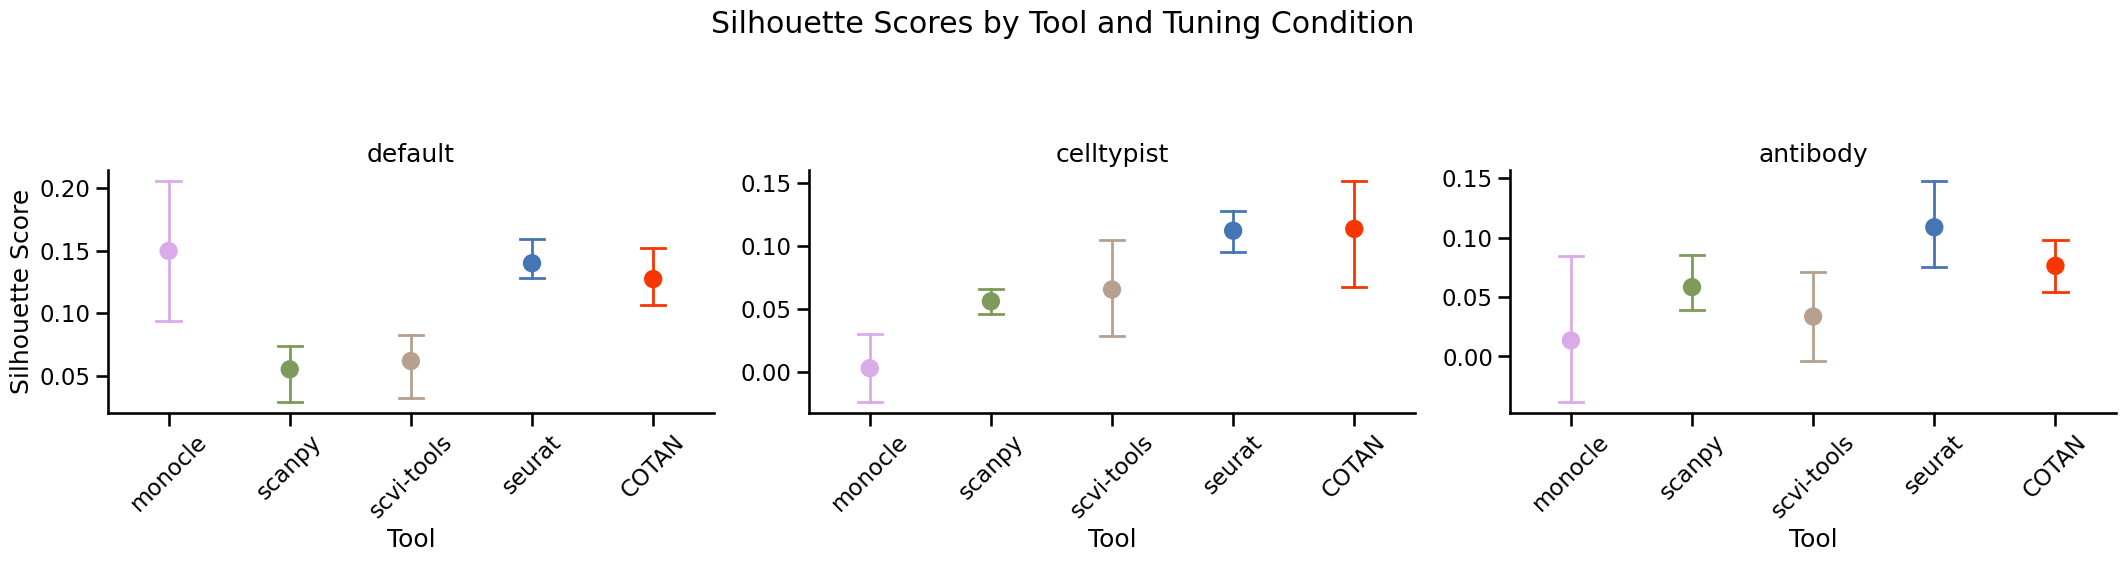 Silhouette Scores by Tool and Tuning Condition
default
Silhouette Score
0.20
0.15
0.10
0.05
monocle
scanpy
scvi-tools
seurat
COTAN
Tool
celltypist
0.15
0.10
0.05
0.00
monocle
scanpy
scvi-tools
seurat
COTAN
Tool
antibody
0.15
0.10
0.05
0.00
monocle
scanpy
scvi-tools
seurat
COTAN
Tool